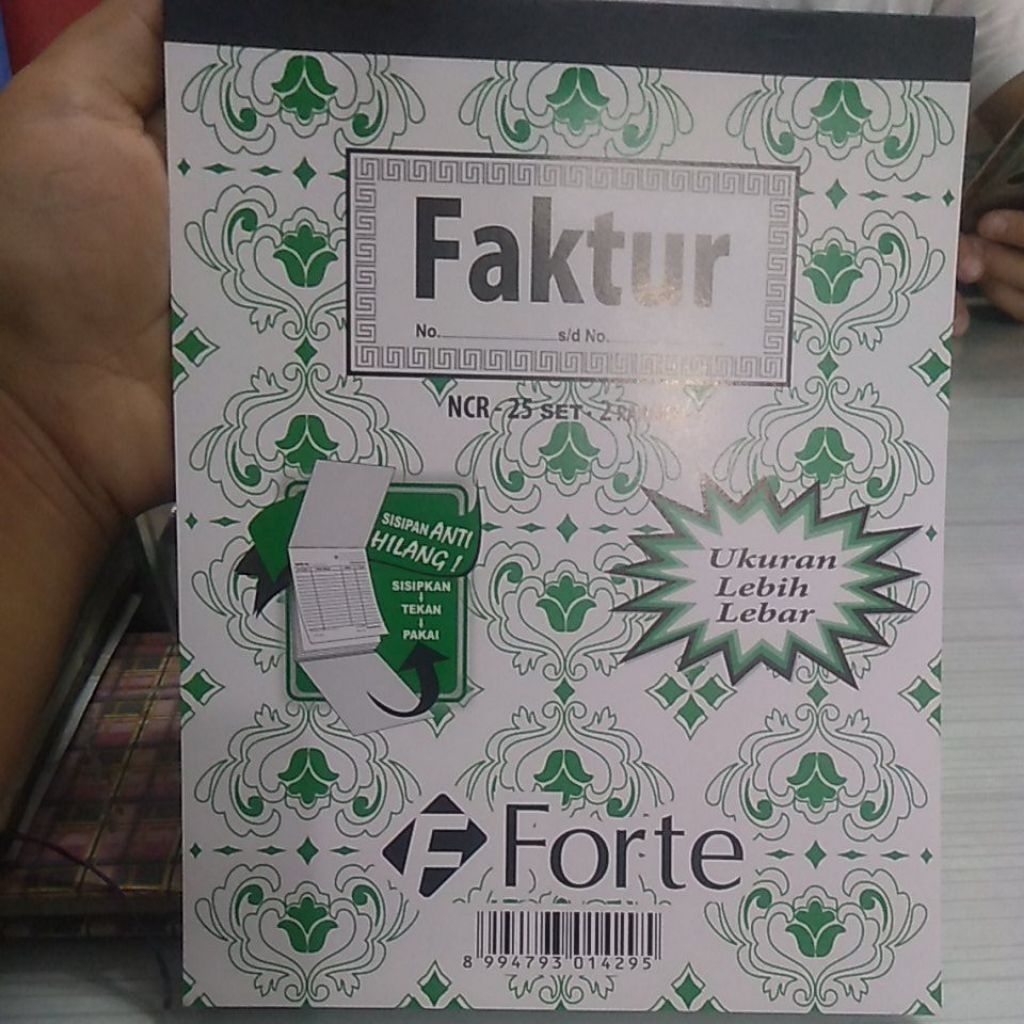 Faktur
No. s/d No.
NCR - 25 SET - 2
SISIPAN ANTI
HILANG !
SISIPKAN
TEKAN
PAKAI
Ukuran
Lebih
Lebar
F Forte
8 994793 014295